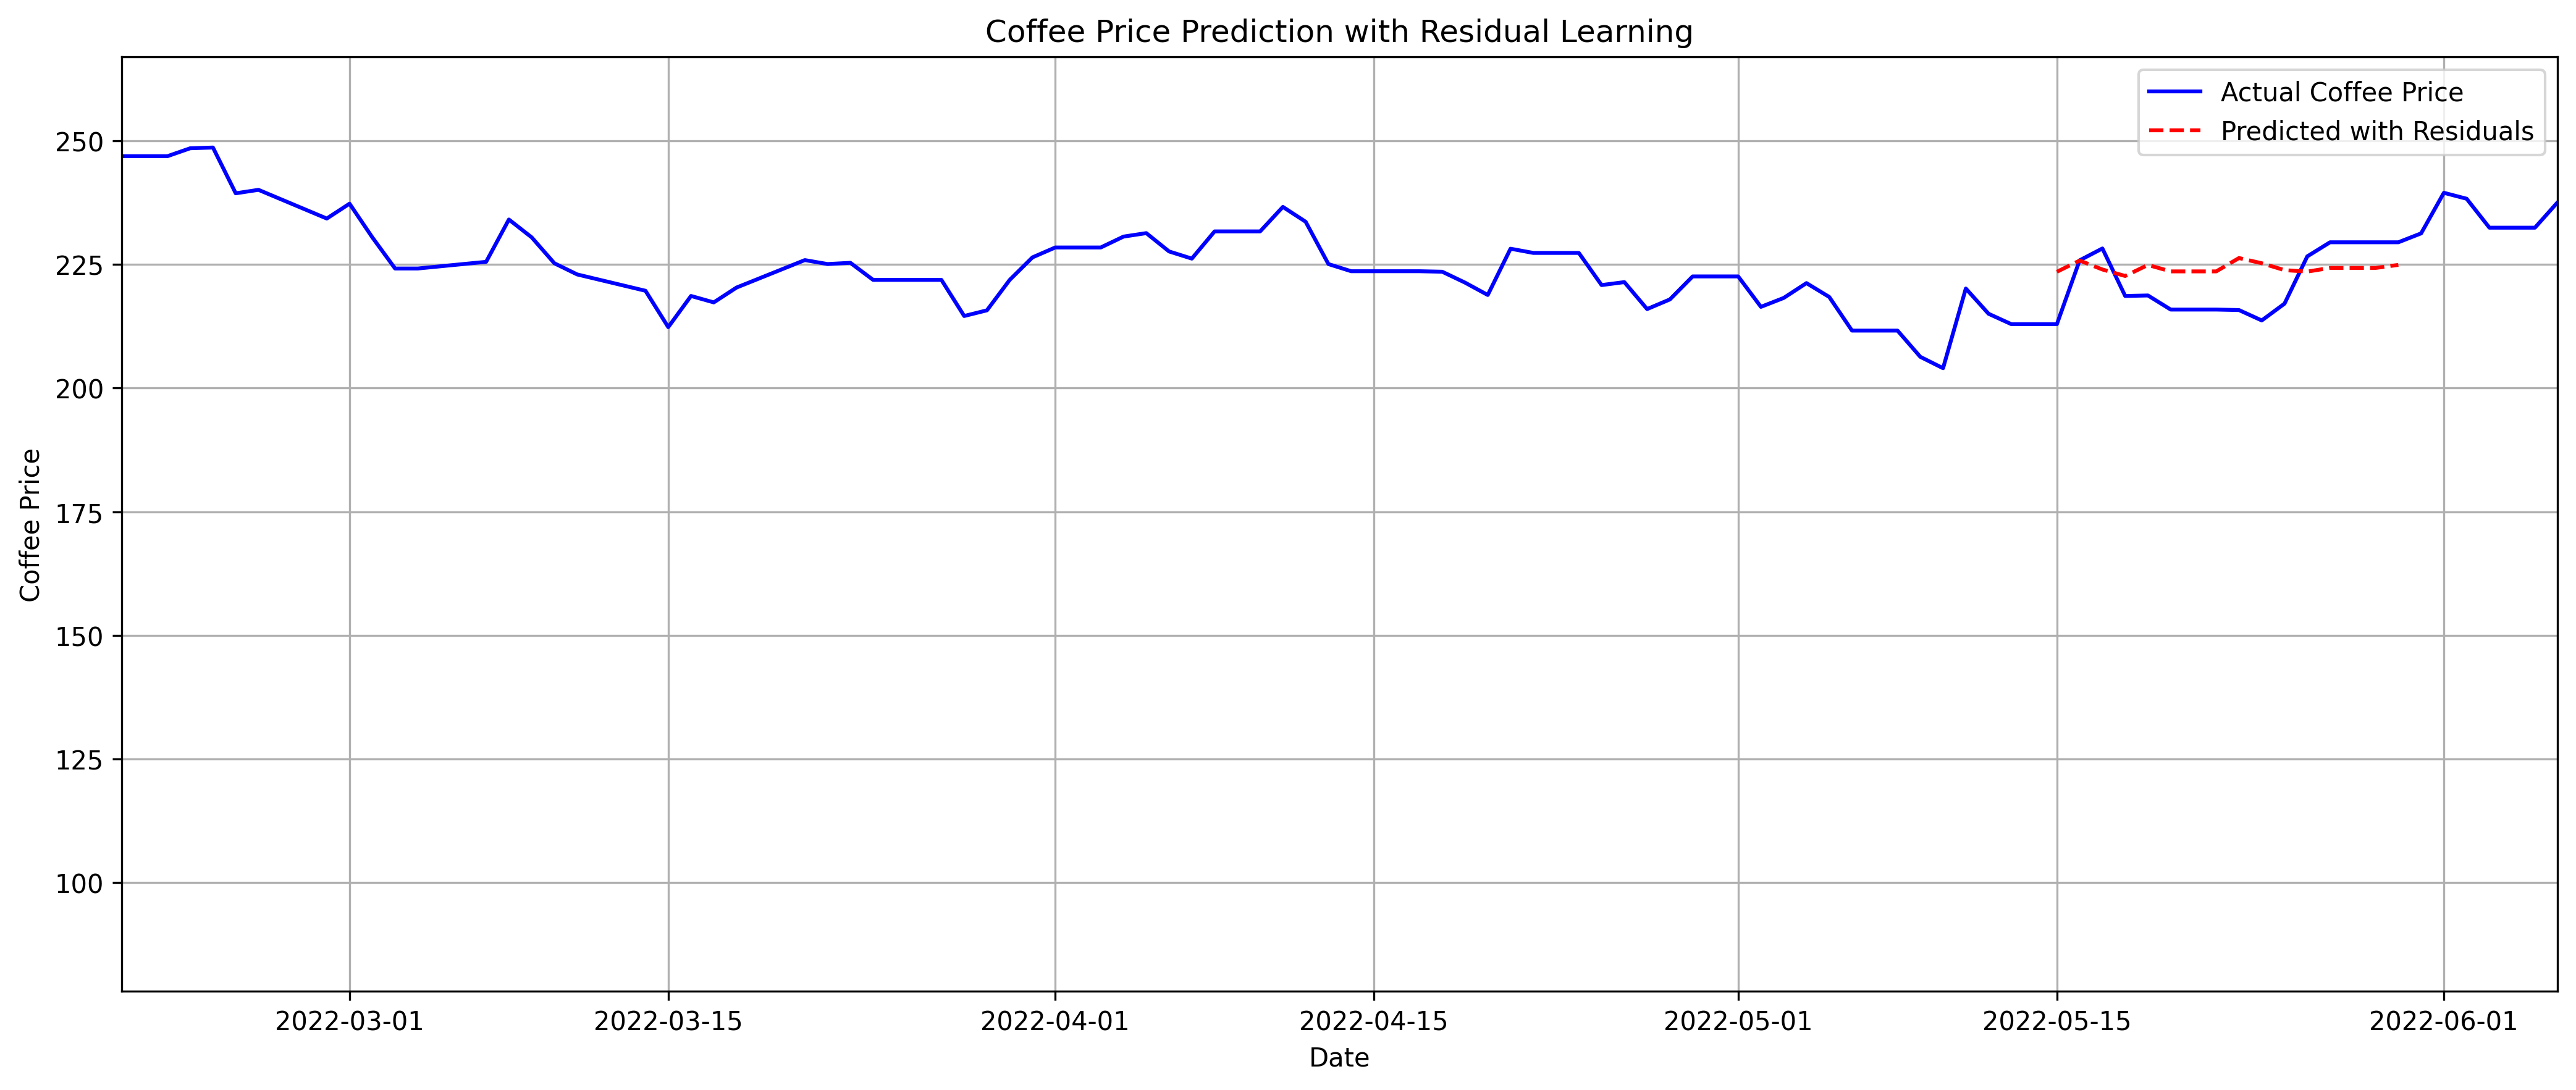 Coffee Price Prediction with Residual Learning
Actual Coffee Price
Predicted with Residuals
Coffee Price
250
225
200
175
150
125
100
2022-03-01
2022-03-15
2022-04-01
2022-04-15
2022-05-01
2022-05-15
2022-06-01
Date